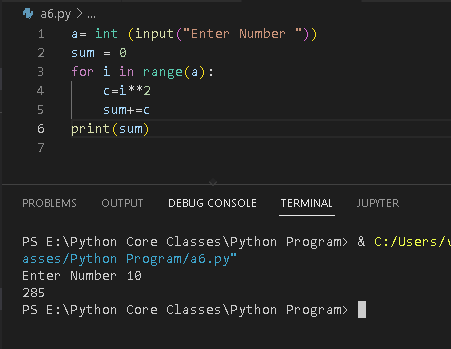 a6.py > ...
1 a= int (input("Enter Number "))
2 sum = 0
3 for i in range(a):
4     c=i**2
5     sum+=c
6 print(sum)
7
PROBLEMS OUTPUT DEBUG CONSOLE TERMINAL JUPYTER
PS E:\Python Core Classes\Python Program> & C:/Users/
asses/Python Program/a6.py"
Enter Number 10
285
PS E:\Python Core Classes\Python Program>